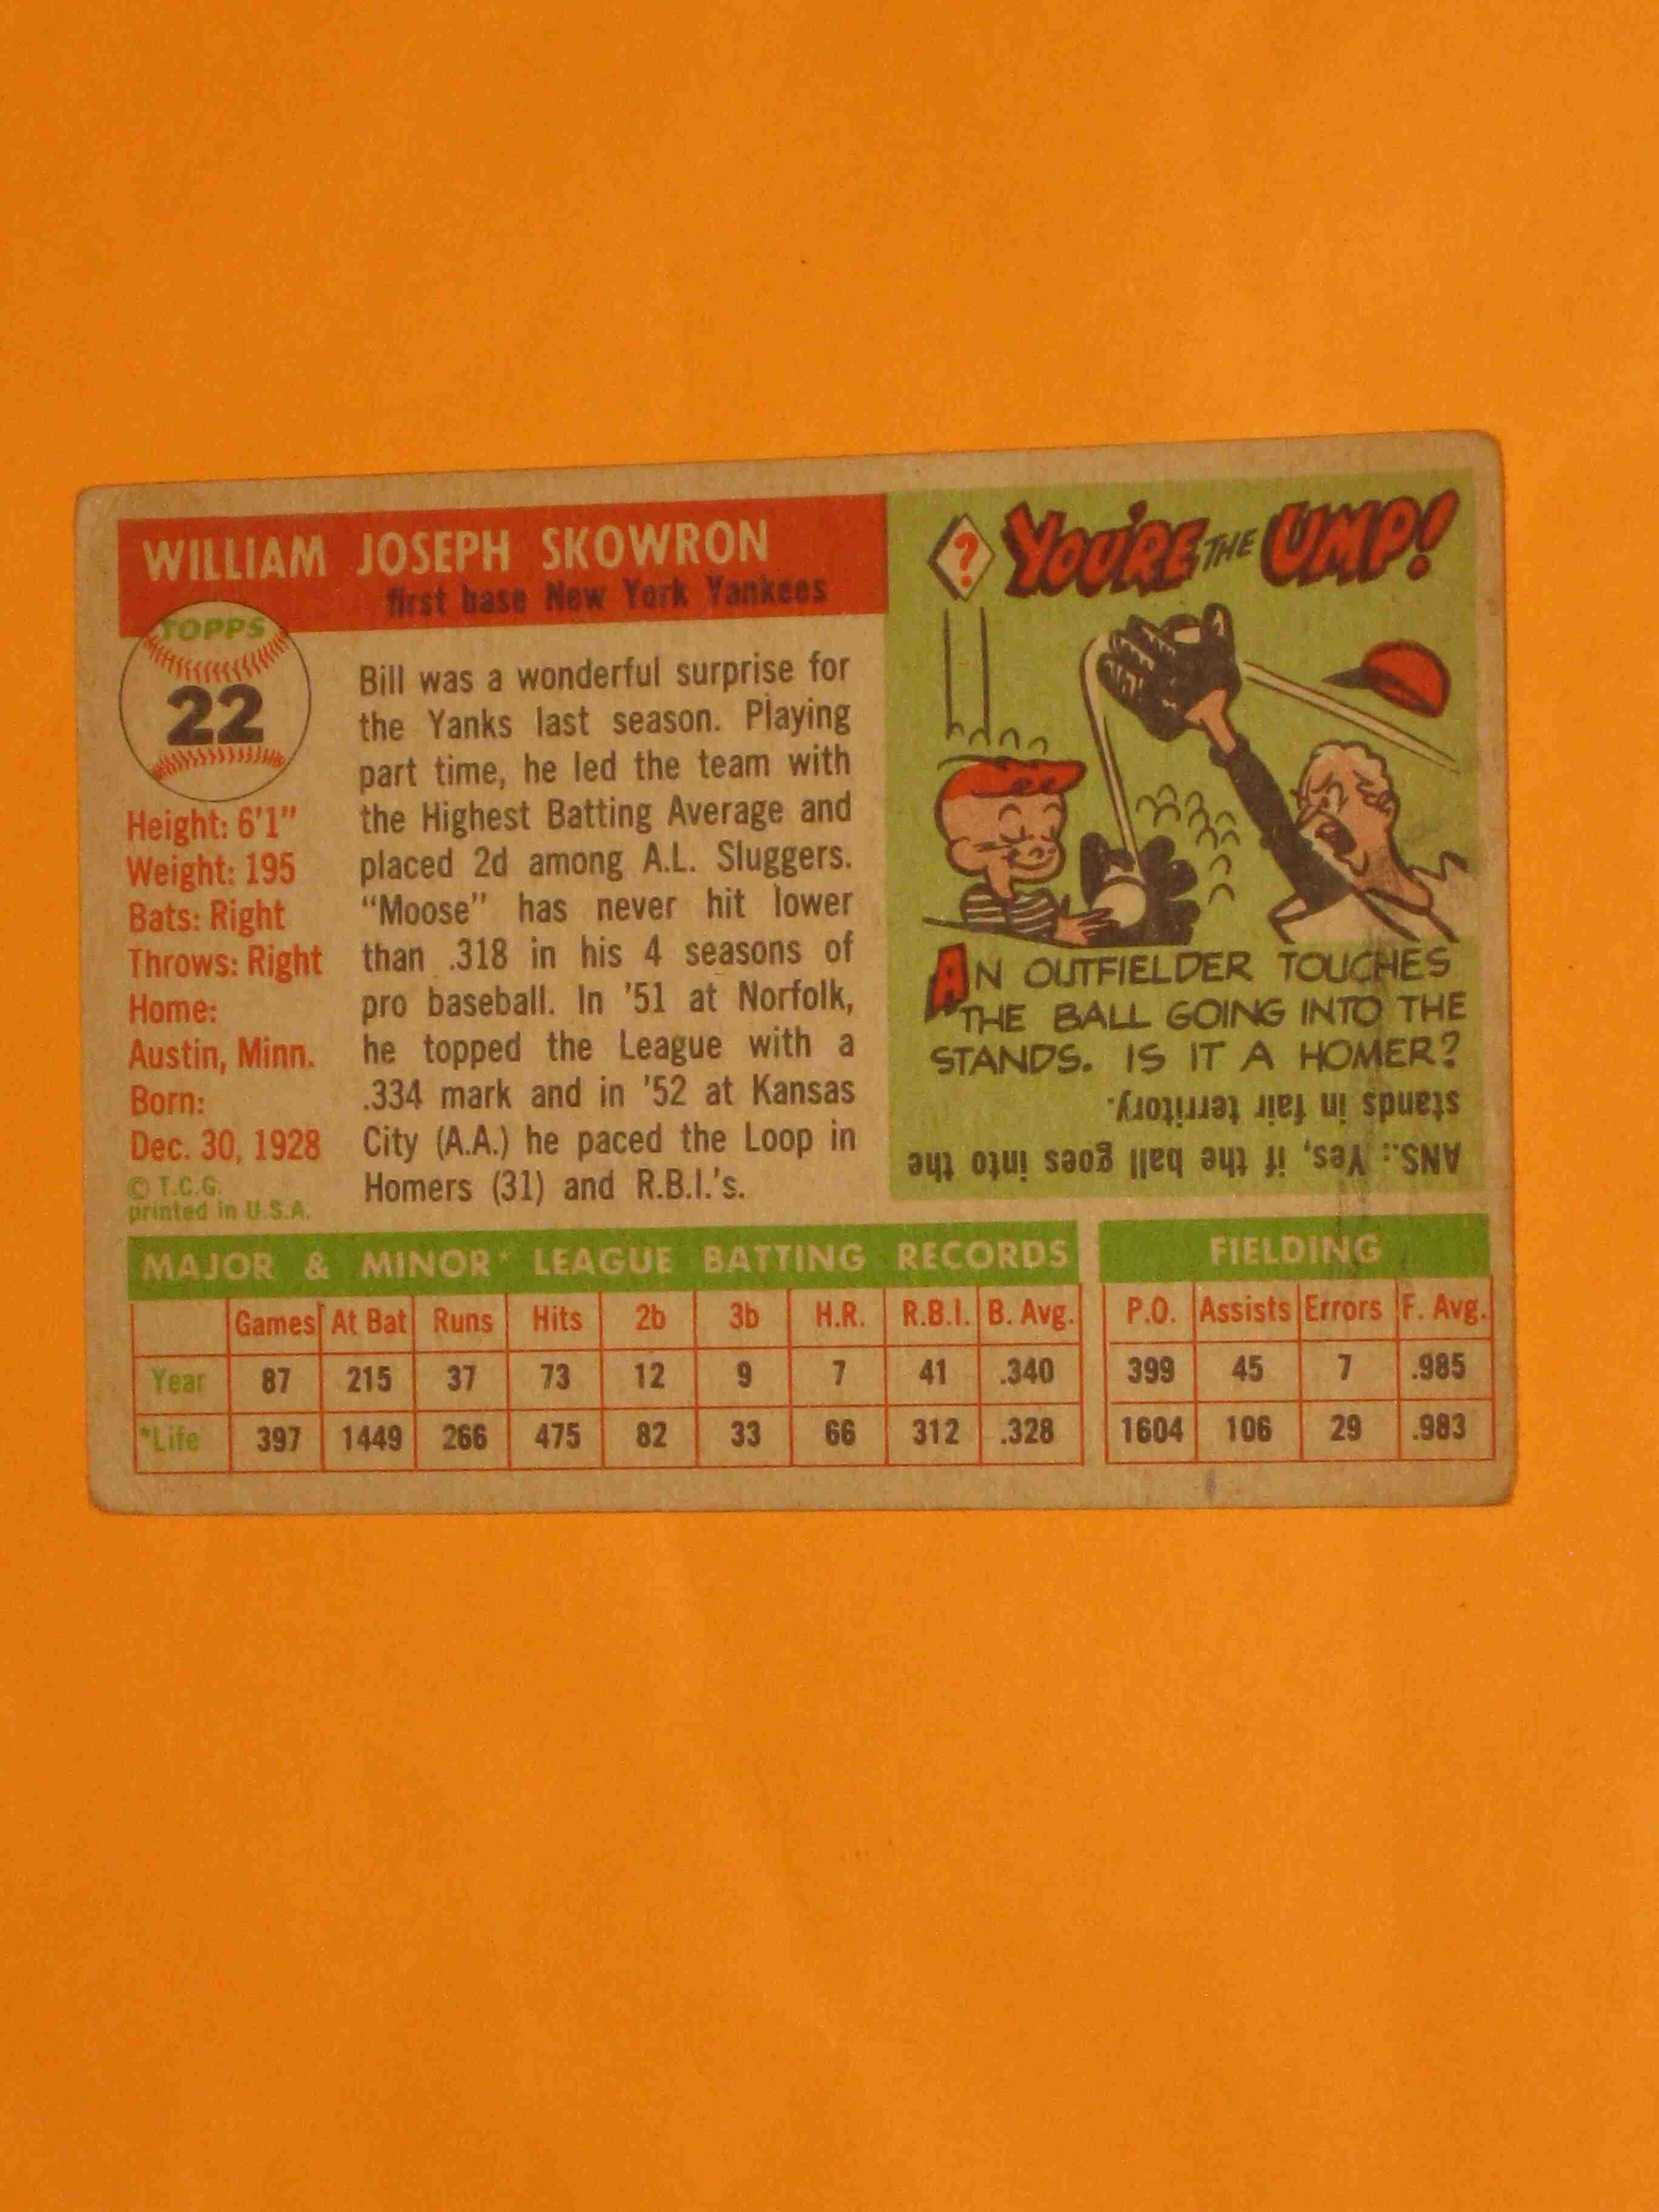 WILLIAM JOSEPH SKOWRON
first base New York Yankees
TOPPS
22
Height: 6'1"
Weight: 195
Bats: Right
Throws: Right
Home:
Austin, Minn.
Born:
Dec. 30, 1928
© T.C.G.
printed in U.S.A.
Bill was a wonderful surprise for
the Yanks last season. Playing
part time, he led the team with
the Highest Batting Average and
placed 2d among A.L. Sluggers.
"Moose" has never hit lower
than .318 in his 4 seasons of
pro baseball. In '51 at Norfolk,
he topped the League with a
.334 mark and in '52 at Kansas
City (A.A.) he paced the Loop in
Homers (31) and R.B.I.'s.
? YOU'RE THE UMP!
AN OUTFIELDER TOUCHES
THE BALL GOING INTO THE
STANDS. IS IT A HOMER?
ANS.: Yes, if the ball goes into the
stands in fair territory.
MAJOR & MINOR* LEAGUE BATTING RECORDS
Games At Bat Runs Hits 2b 3b H.R. R.B.I. B. Avg.
Year 87 215 37 73 12 9 7 41 .340
*Life 397 1449 266 475 82 33 66 312 .328
FIELDING
P.O. Assists Errors F. Avg.
399 45 7 .985
1604 106 29 .983